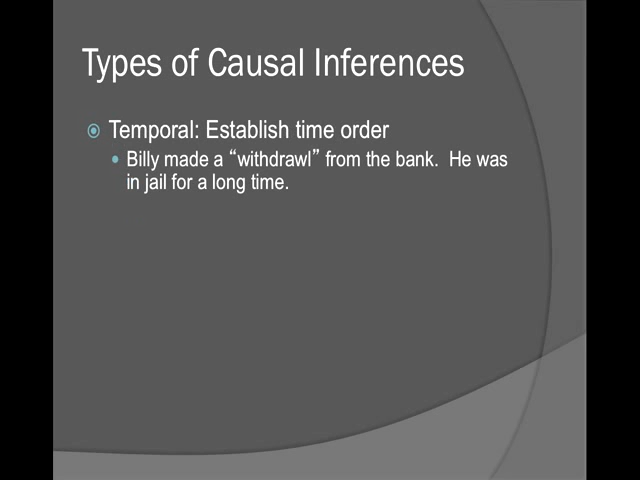 Types of Causal Inferences
Temporal: Establish time order
Billy made a “withdrawl” from the bank.  He was
in jail for a long time.